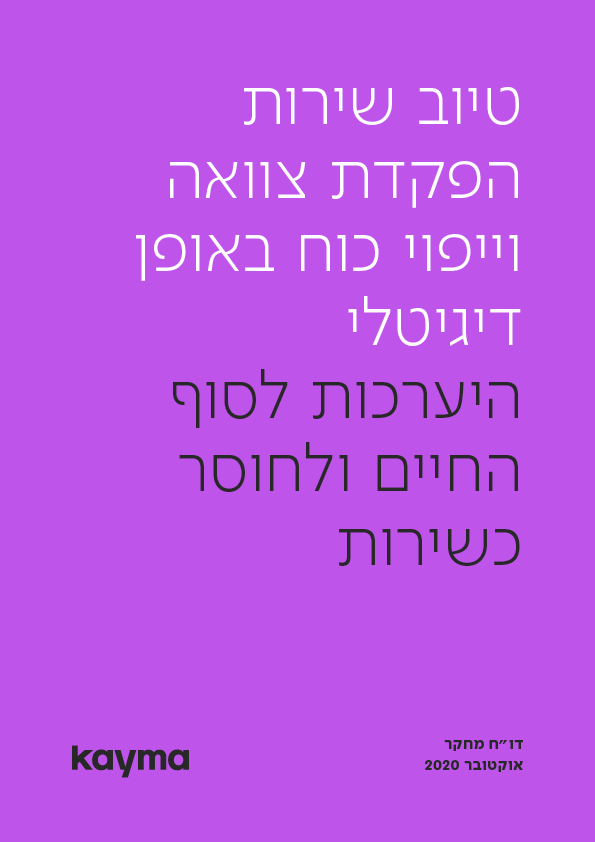 טיוב שירות
הפקדת צוואה
וייפוי כוח באופן
דיגיטלי
היערכות לסוף
החיים ולחוסר
כשירות
דו״ח מחקר
אוקטובר 2020
kayma